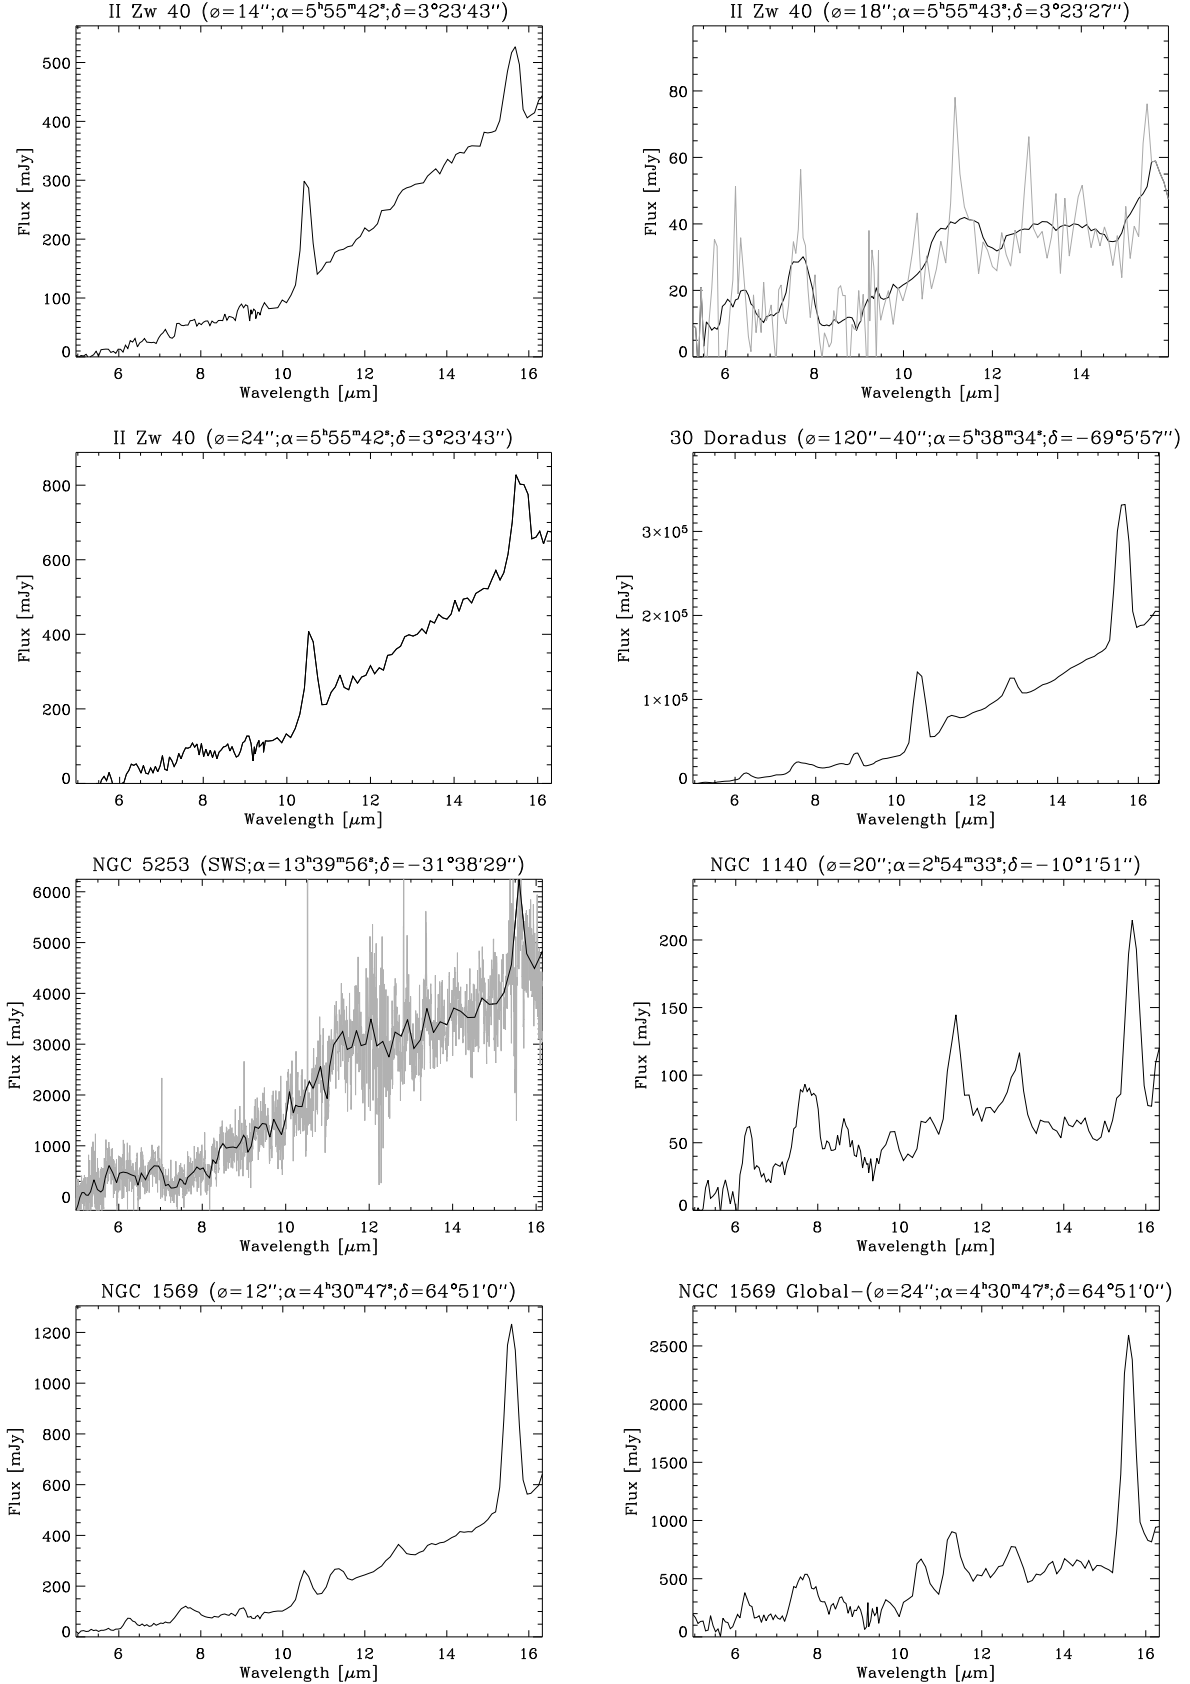 II Zw 40 (⌀=14″;α=5ʰ55ᵐ42ˢ;δ=3°23′43″)
500
400
300
200
100
0
Flux [mJy]
6 8 10 12 14 16
Wavelength [μm]
II Zw 40 (⌀=18″;α=5ʰ55ᵐ43ˢ;δ=3°23′27″)
80
60
40
20
0
Flux [mJy]
6 8 10 12 14
Wavelength [μm]
II Zw 40 (⌀=24″;α=5ʰ55ᵐ42ˢ;δ=3°23′43″)
800
600
400
200
0
Flux [mJy]
6 8 10 12 14 16
Wavelength [μm]
30 Doradus (⌀=120″−40″;α=5ʰ38ᵐ34ˢ;δ=−69°5′57″)
3×10⁵
2×10⁵
1×10⁵
0
Flux [mJy]
6 8 10 12 14 16
Wavelength [μm]
NGC 5253 (SWS;α=13ʰ39ᵐ56ˢ;δ=−31°38′29″)
6000
5000
4000
3000
2000
1000
0
Flux [mJy]
6 8 10 12 14 16
Wavelength [μm]
NGC 1140 (⌀=20″;α=2ʰ54ᵐ33ˢ;δ=−10°1′51″)
200
150
100
50
0
Flux [mJy]
6 8 10 12 14 16
Wavelength [μm]
NGC 1569 (⌀=12″;α=4ʰ30ᵐ47ˢ;δ=64°51′0″)
1200
1000
800
600
400
200
0
Flux [mJy]
6 8 10 12 14 16
Wavelength [μm]
NGC 1569 Global−(⌀=24″;α=4ʰ30ᵐ47ˢ;δ=64°51′0″)
2500
2000
1500
1000
500
0
Flux [mJy]
6 8 10 12 14 16
Wavelength [μm]